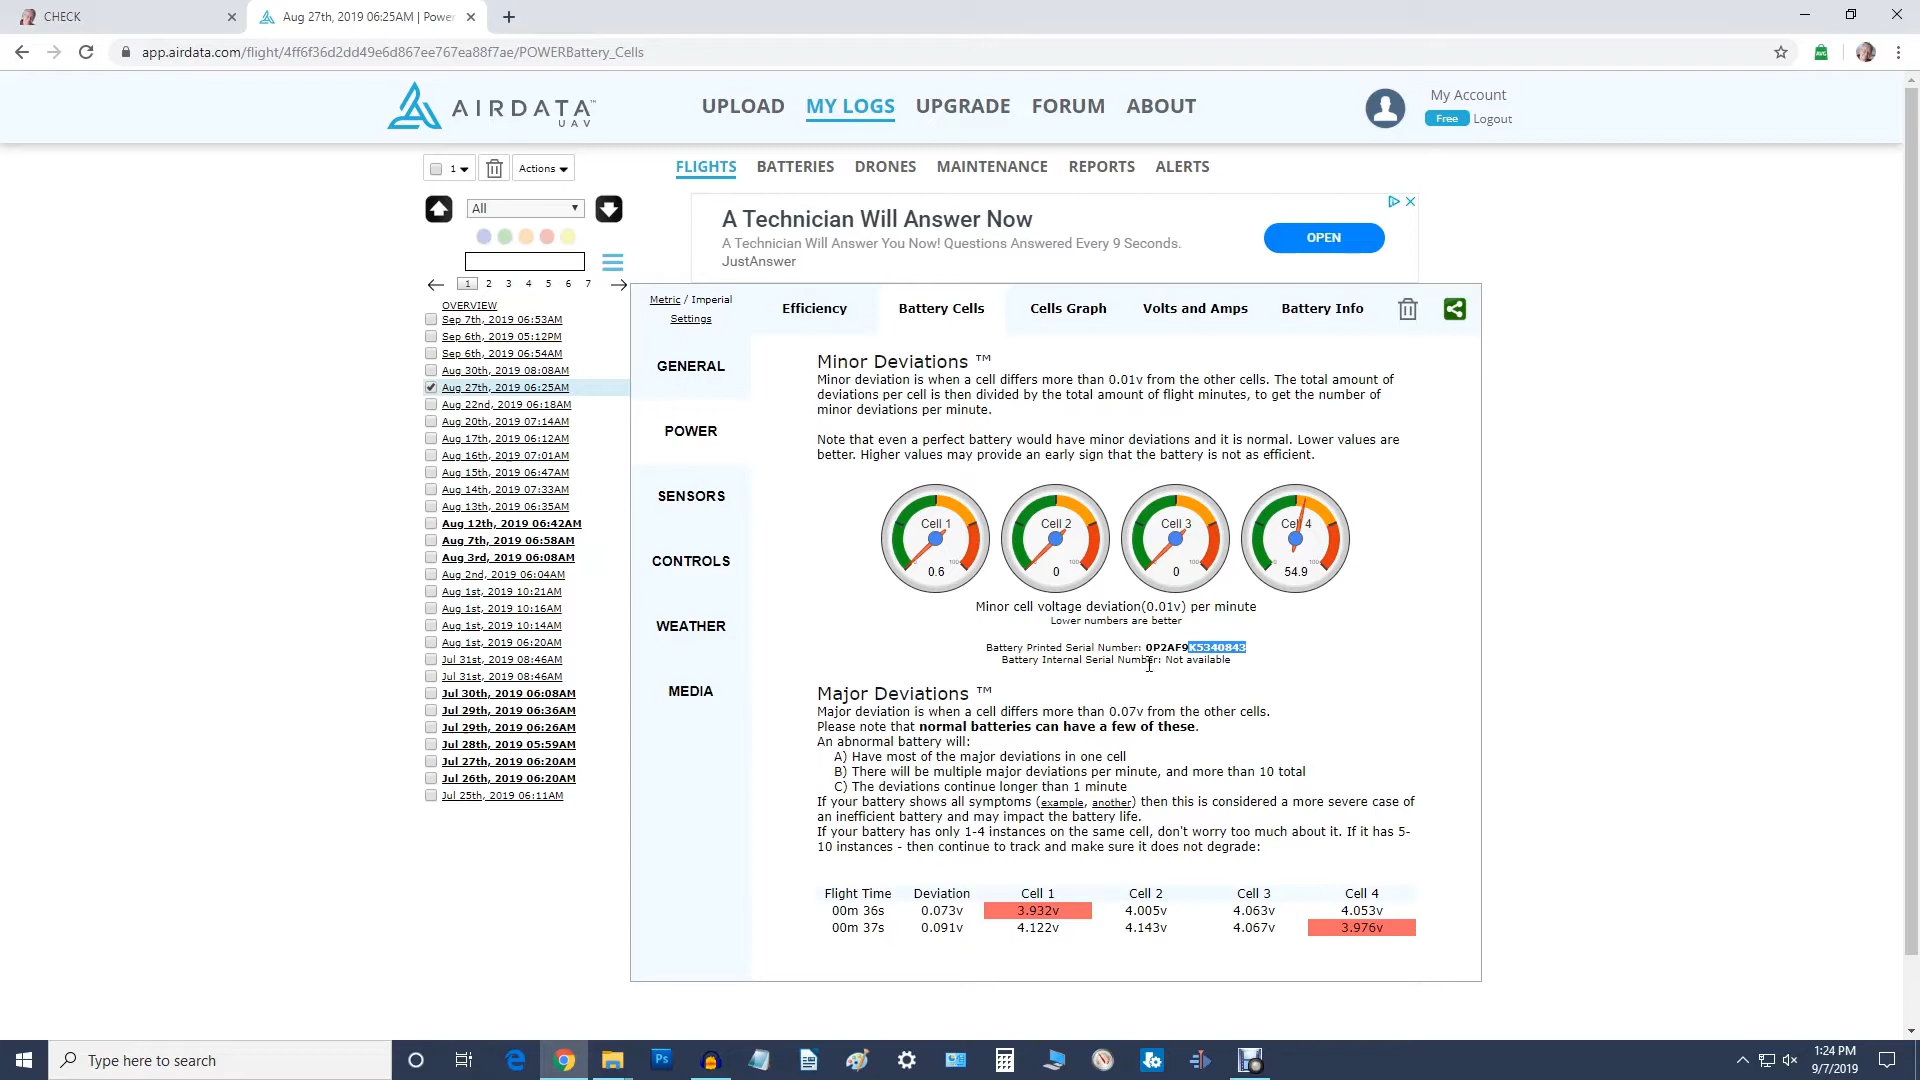 CHECK
Aug 27th, 2019 06:25AM | Power
app.airdata.com/flight/4ff6f36d2dd49e6d867ee767ea88f7ae/POWERBattery_Cells
AIRDATA
UAV
UPLOAD MY LOGS UPGRADE FORUM ABOUT
My Account
Free Logout
1 Actions
FLIGHTS BATTERIES DRONES MAINTENANCE REPORTS ALERTS
All
A Technician Will Answer Now
A Technician Will Answer You Now! Questions Answered Every 9 Seconds.
JustAnswer
OPEN
1 2 3 4 5 6 7
OVERVIEW
Sep 7th, 2019 06:53AM
Sep 6th, 2019 05:12PM
Sep 6th, 2019 06:54AM
Aug 30th, 2019 08:08AM
Aug 27th, 2019 06:25AM
Aug 22nd, 2019 06:18AM
Aug 20th, 2019 07:14AM
Aug 17th, 2019 06:12AM
Aug 16th, 2019 07:01AM
Aug 15th, 2019 06:47AM
Aug 14th, 2019 07:33AM
Aug 13th, 2019 06:35AM
Aug 12th, 2019 06:42AM
Aug 7th, 2019 06:58AM
Aug 3rd, 2019 06:08AM
Aug 2nd, 2019 06:04AM
Aug 1st, 2019 10:21AM
Aug 1st, 2019 10:16AM
Aug 1st, 2019 10:14AM
Aug 1st, 2019 06:20AM
Jul 31st, 2019 08:46AM
Jul 31st, 2019 08:46AM
Jul 30th, 2019 06:08AM
Jul 29th, 2019 06:36AM
Jul 29th, 2019 06:26AM
Jul 28th, 2019 05:59AM
Jul 27th, 2019 06:20AM
Jul 26th, 2019 06:20AM
Jul 25th, 2019 06:11AM
Metric / Imperial
Settings
Efficiency Battery Cells Cells Graph Volts and Amps Battery Info
GENERAL
POWER
SENSORS
CONTROLS
WEATHER
MEDIA
Minor Deviations ™
Minor deviation is when a cell differs more than 0.01v from the other cells. The total amount of
deviations per cell is then divided by the total amount of flight minutes, to get the number of
minor deviations per minute.
Note that even a perfect battery would have minor deviations and it is normal. Lower values are
better. Higher values may provide an early sign that the battery is not as efficient.
Cell 1 Cell 2 Cell 3 Cell 4
0 100 0 100 0 100 0 100
0.6 0 0 54.9
Minor cell voltage deviation(0.01v) per minute
Lower numbers are better
Battery Printed Serial Number: 0P2AF9K5340843
Battery Internal Serial Number: Not available
Major Deviations ™
Major deviation is when a cell differs more than 0.07v from the other cells.
Please note that normal batteries can have a few of these.
An abnormal battery will:
A) Have most of the major deviations in one cell
B) There will be multiple major deviations per minute, and more than 10 total
C) The deviations continue longer than 1 minute
If your battery shows all symptoms (example, another) then this is considered a more severe case of
an inefficient battery and may impact the battery life.
If your battery has only 1-4 instances on the same cell, don't worry too much about it. If it has 5-
10 instances - then continue to track and make sure it does not degrade:
Flight Time Deviation Cell 1 Cell 2 Cell 3 Cell 4
00m 36s 0.073v 3.932v 4.005v 4.063v 4.053v
00m 37s 0.091v 4.122v 4.143v 4.067v 3.976v
Type here to search
Ps
1:24 PM
9/7/2019